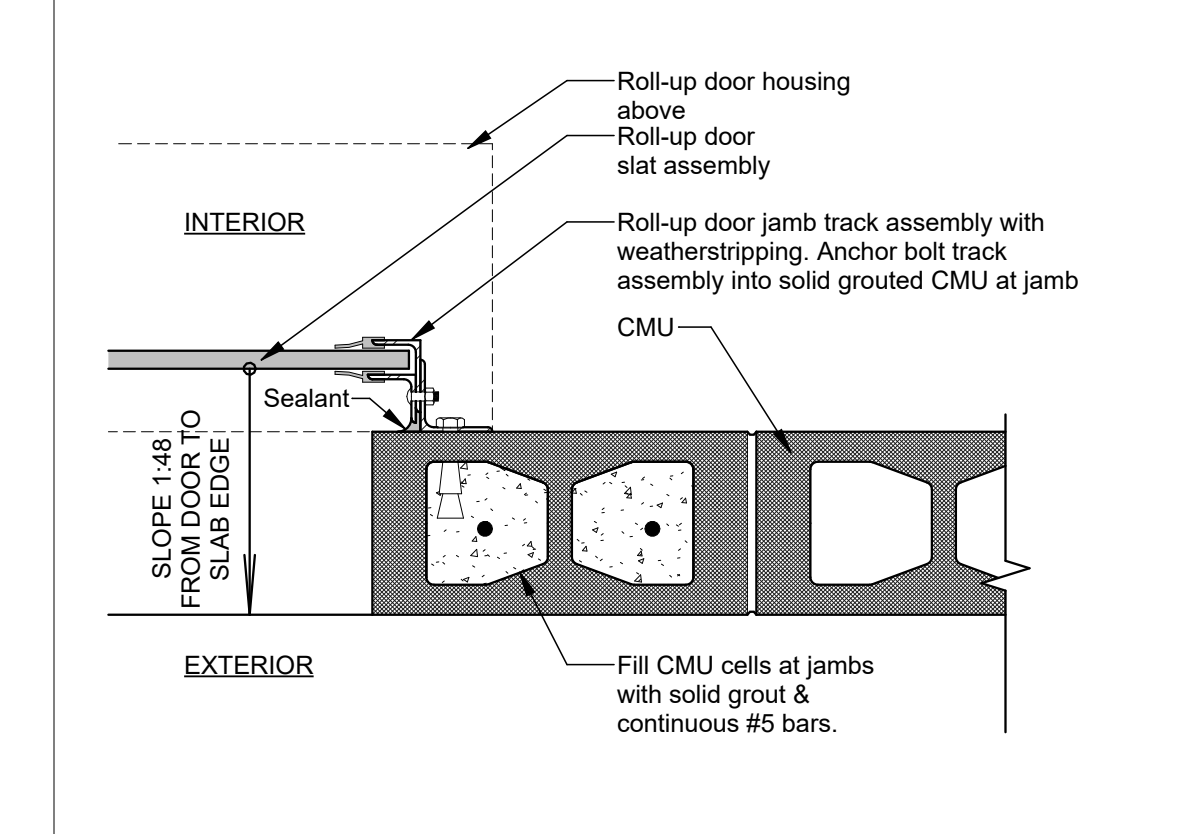 Roll-up door housing
above
Roll-up door
slat assembly
INTERIOR
Roll-up door jamb track assembly with
weatherstripping. Anchor bolt track
assembly into solid grouted CMU at jamb
CMU
Sealant
SLOPE 1:48
FROM DOOR TO
SLAB EDGE
EXTERIOR
Fill CMU cells at jambs
with solid grout &
continuous #5 bars.